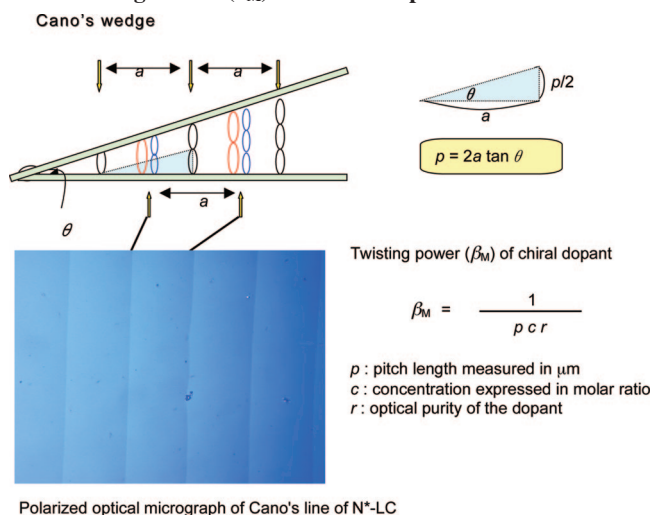 Cano's wedge
a
a
θ
p/2
a
p = 2a tan θ
a
θ
Twisting power (βM) of chiral dopant
βM = 1 / p c r
p : pitch length measured in μm
c : concentration expressed in molar ratio
r : optical purity of the dopant
Polarized optical micrograph of Cano's line of N*-LC